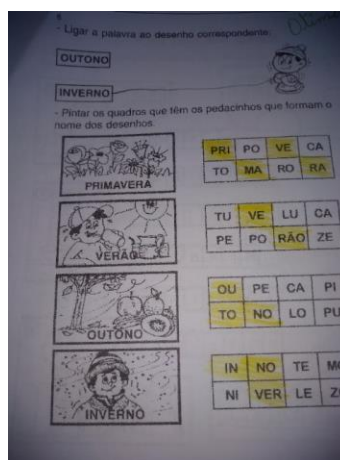 - Ligar a palavra ao desenho correspondente:
OUTONO
INVERNO
- Pintar os quadros que têm os pedacinhos que formam o
nome dos desenhos.
PRIMAVERA
PRI PO VE CA
TO MA RO RA
VERÃO
TU VE LU CA
PE PO RÃO ZE
OUTONO
OU PE CA PI
TO NO LO PU
INVERNO
IN NO TE
NI VER LE